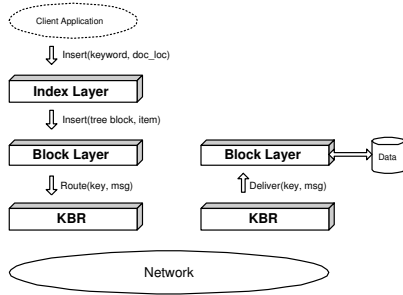 Client Application
Insert(keyword, doc_loc)
Index Layer
Insert(tree block, item)
Block Layer
Block Layer
Data
Route(key, msg)
Deliver(key, msg)
KBR
KBR
Network